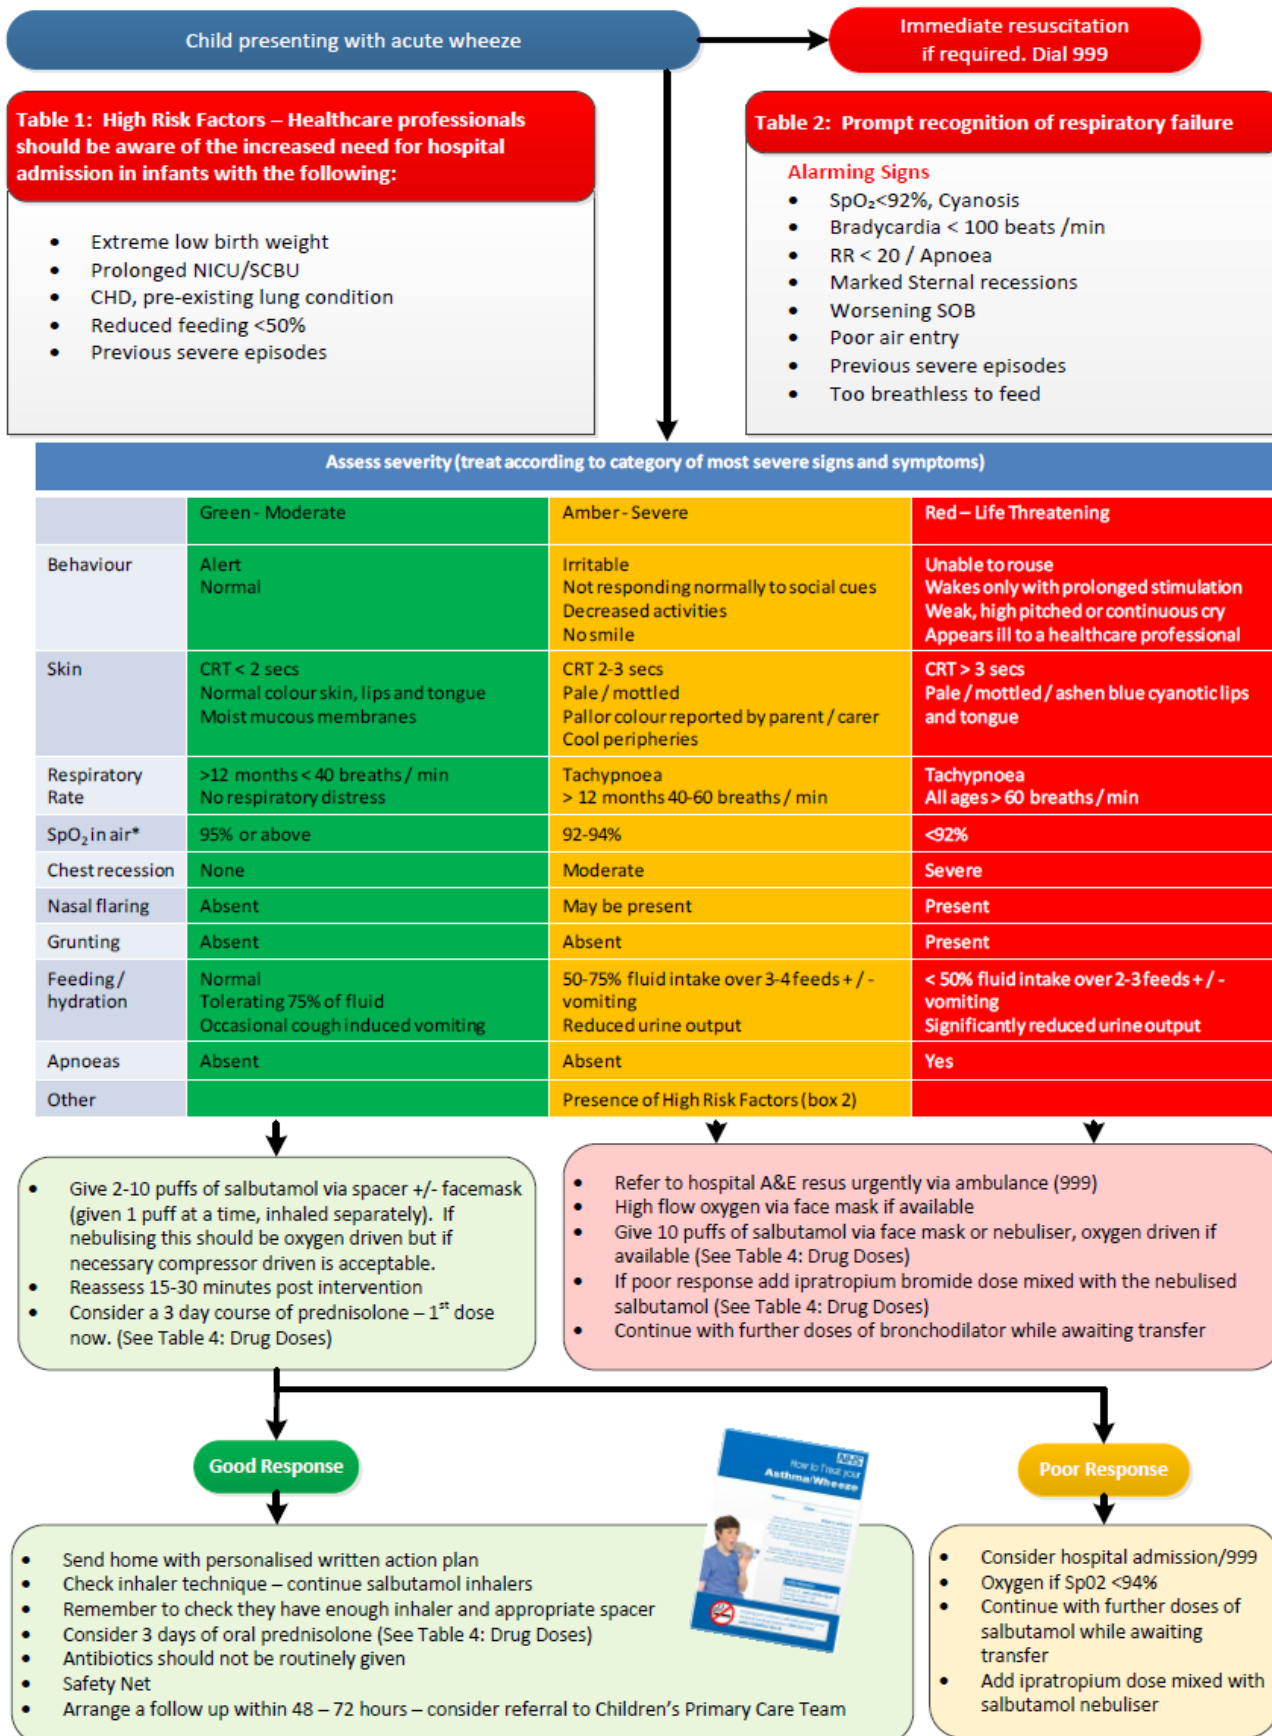 Child presenting with acute wheeze
Immediate resuscitation
if required. Dial 999
Table 1:  High Risk Factors – Healthcare professionals
should be aware of the increased need for hospital
admission in infants with the following:
• Extreme low birth weight
• Prolonged NICU/SCBU
• CHD, pre-existing lung condition
• Reduced feeding <50%
• Previous severe episodes
Table 2:  Prompt recognition of respiratory failure
Alarming Signs
• SpO₂<92%, Cyanosis
• Bradycardia < 100 beats /min
• RR < 20 / Apnoea
• Marked Sternal recessions
• Worsening SOB
• Poor air entry
• Previous severe episodes
• Too breathless to feed
Assess severity (treat according to category of most severe signs and symptoms)
Green - Moderate
Amber - Severe
Red – Life Threatening
Behaviour
Alert
Normal
Irritable
Not responding normally to social cues
Decreased activities
No smile
Unable to rouse
Wakes only with prolonged stimulation
Weak, high pitched or continuous cry
Appears ill to a healthcare professional
Skin
CRT < 2 secs
Normal colour skin, lips and tongue
Moist mucous membranes
CRT 2-3 secs
Pale / mottled
Pallor colour reported by parent / carer
Cool peripheries
CRT > 3 secs
Pale / mottled / ashen blue cyanotic lips
and tongue
Respiratory
Rate
>12 months < 40 breaths / min
No respiratory distress
Tachypnoea
> 12 months 40-60 breaths / min
Tachypnoea
All ages > 60 breaths / min
SpO₂ in air*
95% or above
92-94%
<92%
Chest recession
None
Moderate
Severe
Nasal flaring
Absent
May be present
Present
Grunting
Absent
Absent
Present
Feeding /
hydration
Normal
Tolerating 75% of fluid
Occasional cough induced vomiting
50-75% fluid intake over 3-4 feeds + / -
vomiting
Reduced urine output
< 50% fluid intake over 2-3 feeds + / -
vomiting
Significantly reduced urine output
Apnoeas
Absent
Absent
Yes
Other
Presence of High Risk Factors (box 2)
• Give 2-10 puffs of salbutamol via spacer +/- facemask
(given 1 puff at a time, inhaled separately).  If
nebulising this should be oxygen driven but if
necessary compressor driven is acceptable.
• Reassess 15-30 minutes post intervention
• Consider a 3 day course of prednisolone – 1st dose
now. (See Table 4: Drug Doses)
• Refer to hospital A&E resus urgently via ambulance (999)
• High flow oxygen via face mask if available
• Give 10 puffs of salbutamol via face mask or nebuliser, oxygen driven if
available (See Table 4: Drug Doses)
• If poor response add ipratropium bromide dose mixed with the nebulised
salbutamol (See Table 4: Drug Doses)
• Continue with further doses of bronchodilator while awaiting transfer
Good Response
NHS
How to Treat your
Asthma/Wheeze
Poor Response
• Send home with personalised written action plan
• Check inhaler technique – continue salbutamol inhalers
• Remember to check they have enough inhaler and appropriate spacer
• Consider 3 days of oral prednisolone (See Table 4: Drug Doses)
• Antibiotics should not be routinely given
• Safety Net
• Arrange a follow up within 48 – 72 hours – consider referral to Children's Primary Care Team
• Consider hospital admission/999
• Oxygen if Sp02 <94%
• Continue with further doses of
salbutamol while awaiting
transfer
• Add ipratropium dose mixed with
salbutamol nebuliser